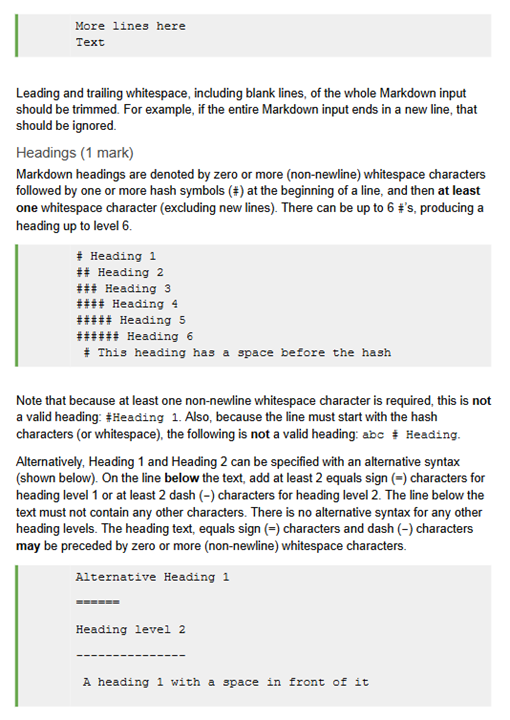 More lines here
Text
Leading and trailing whitespace, including blank lines, of the whole Markdown input
should be trimmed. For example, if the entire Markdown input ends in a new line, that
should be ignored.
Headings (1 mark)
Markdown headings are denoted by zero or more (non-newline) whitespace characters
followed by one or more hash symbols (#) at the beginning of a line, and then at least
one whitespace character (excluding new lines). There can be up to 6 #'s, producing a
heading up to level 6.
# Heading 1
## Heading 2
### Heading 3
#### Heading 4
##### Heading 5
###### Heading 6
 # This heading has a space before the hash
Note that because at least one non-newline whitespace character is required, this is not
a valid heading: #Heading 1. Also, because the line must start with the hash
characters (or whitespace), the following is not a valid heading: abc # Heading.
Alternatively, Heading 1 and Heading 2 can be specified with an alternative syntax
(shown below). On the line below the text, add at least 2 equals sign (=) characters for
heading level 1 or at least 2 dash (-) characters for heading level 2. The line below the
text must not contain any other characters. There is no alternative syntax for any other
heading levels. The heading text, equals sign (=) characters and dash (-) characters
may be preceded by zero or more (non-newline) whitespace characters.
Alternative Heading 1
======
Heading level 2
---------------
 A heading 1 with a space in front of it